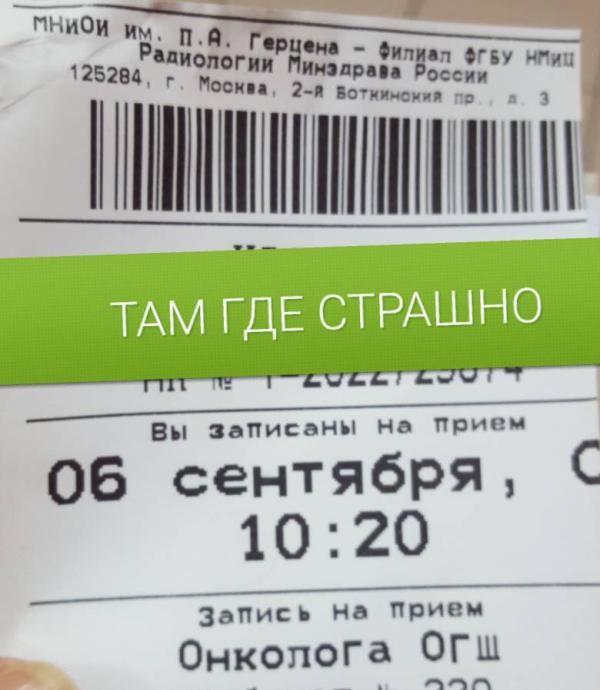 МНИОИ им. П.А. Герцена - филиал ФГБУ НМИЦ
Радиологии Минздрава России
125284, г. Москва, 2-й Боткинский пр., д. 3
ТАМ ГДЕ СТРАШНО
Вы записаны на прием
06 сентября,
10:20
Запись на прием
Онколога ОГШ